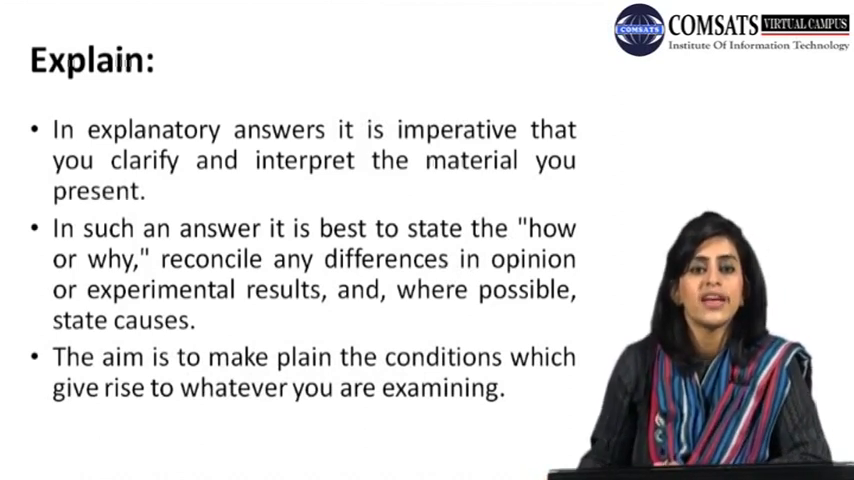 COMSATS VIRTUAL CAMPUS
COMSATS
Institute Of Information Technology
Explain:
• In explanatory answers it is imperative that
you clarify and interpret the material you
present.
• In such an answer it is best to state the "how
or why," reconcile any differences in opinion
or experimental results, and, where possible,
state causes.
• The aim is to make plain the conditions which
give rise to whatever you are examining.